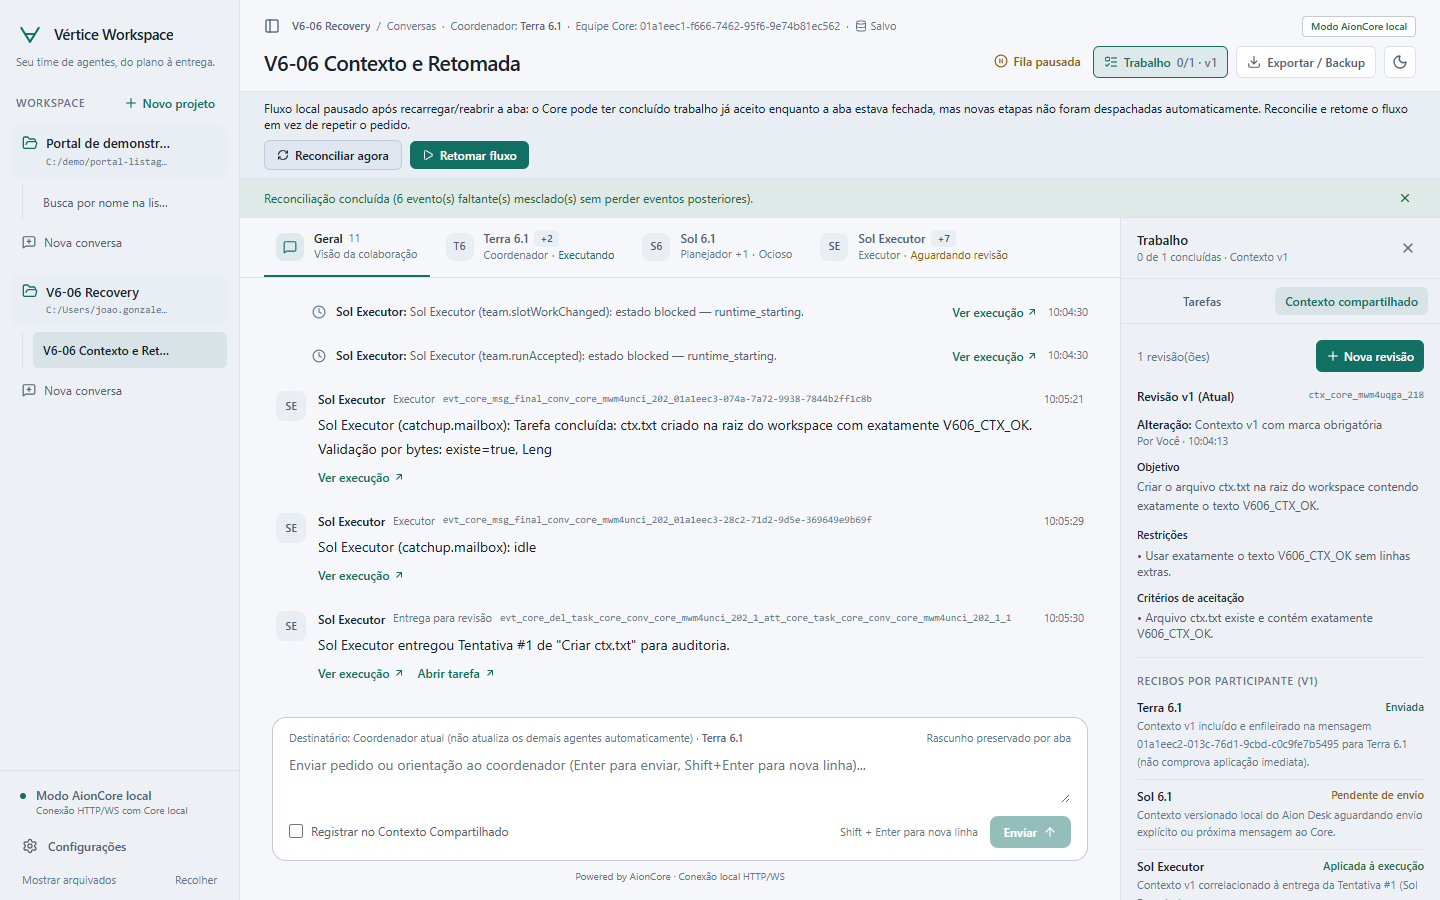 Vértice Workspace
Seu time de agentes, do plano à entrega.
WORKSPACE
Novo projeto
Portal de demonstr...
C:/demo/portal-listag…
Busca por nome na lis...
Nova conversa
V6-06 Recovery
C:/Users/joao.gonzale…
V6-06 Contexto e Ret...
Nova conversa
Modo AionCore local
Conexão HTTP/WS com Core local
Configurações
Mostrar arquivados
Recolher
V6-06 Recovery / Conversas · Coordenador: Terra 6.1 · Equipe Core: 01a1eec1-f666-7462-95f6-9e74b81ec562 · Salvo
Modo AionCore local
V6-06 Contexto e Retomada
Fila pausada
Trabalho 0/1 · v1
Exportar / Backup
Fluxo local pausado após recarregar/reabrir a aba: o Core pode ter concluído trabalho já aceito enquanto a aba estava fechada, mas novas etapas não foram despachadas automaticamente. Reconcilie e retome o fluxo
em vez de repetir o pedido.
Reconciliar agora
Retomar fluxo
Reconciliação concluída (6 evento(s) faltante(s) mesclado(s) sem perder eventos posteriores).
Geral 11
Visão da colaboração
T6
Terra 6.1 +2
Coordenador · Executando
S6
Sol 6.1
Planejador +1 · Ocioso
SE
Sol Executor +7
Executor · Aguardando revisão
Sol Executor: Sol Executor (team.slotWorkChanged): estado blocked — runtime_starting.
Ver execução
10:04:30
Sol Executor: Sol Executor (team.runAccepted): estado blocked — runtime_starting.
Ver execução
10:04:30
SE
Sol Executor Executor evt_core_msg_final_conv_core_mwm4unci_202_01a1eec3-074a-7a72-9938-7844b2ff1c8b
10:05:21
Sol Executor (catchup.mailbox): Tarefa concluída: ctx.txt criado na raiz do workspace com exatamente V606_CTX_OK.
Validação por bytes: existe=true, Leng
Ver execução
SE
Sol Executor Executor evt_core_msg_final_conv_core_mwm4unci_202_01a1eec3-28c2-71d2-9d5e-369649e9b69f
10:05:29
Sol Executor (catchup.mailbox): idle
Ver execução
SE
Sol Executor Entrega para revisão evt_core_del_task_core_conv_core_mwm4unci_202_1_att_core_task_core_conv_core_mwm4unci_202_1_1
10:05:30
Sol Executor entregou Tentativa #1 de "Criar ctx.txt" para auditoria.
Ver execução
Abrir tarefa
Destinatário: Coordenador atual (não atualiza os demais agentes automaticamente) · Terra 6.1
Rascunho preservado por aba
Enviar pedido ou orientação ao coordenador (Enter para enviar, Shift+Enter para nova linha)...
Registrar no Contexto Compartilhado
Shift + Enter para nova linha
Enviar
Powered by AionCore · Conexão local HTTP/WS
Trabalho
0 de 1 concluídas · Contexto v1
Tarefas
Contexto compartilhado
1 revisão(ões)
Nova revisão
Revisão v1 (Atual)
ctx_core_mwm4uqga_218
Alteração: Contexto v1 com marca obrigatória
Por Você · 10:04:13
Objetivo
Criar o arquivo ctx.txt na raiz do workspace contendo
exatamente o texto V606_CTX_OK.
Restrições
• Usar exatamente o texto V606_CTX_OK sem linhas
extras.
Critérios de aceitação
• Arquivo ctx.txt existe e contém exatamente
V606_CTX_OK.
RECIBOS POR PARTICIPANTE (V1)
Terra 6.1
Enviada
Contexto v1 incluído e enfileirado na mensagem
01a1eec2-013c-76d1-9cbd-c0c9fe7b5495 para Terra 6.1
(não comprova aplicação imediata).
Sol 6.1
Pendente de envio
Contexto versionado local do Aion Desk aguardando envio
explícito ou próxima mensagem ao Core.
Sol Executor
Aplicada à execução
Contexto v1 correlacionado à entrega da Tentativa #1 (Sol